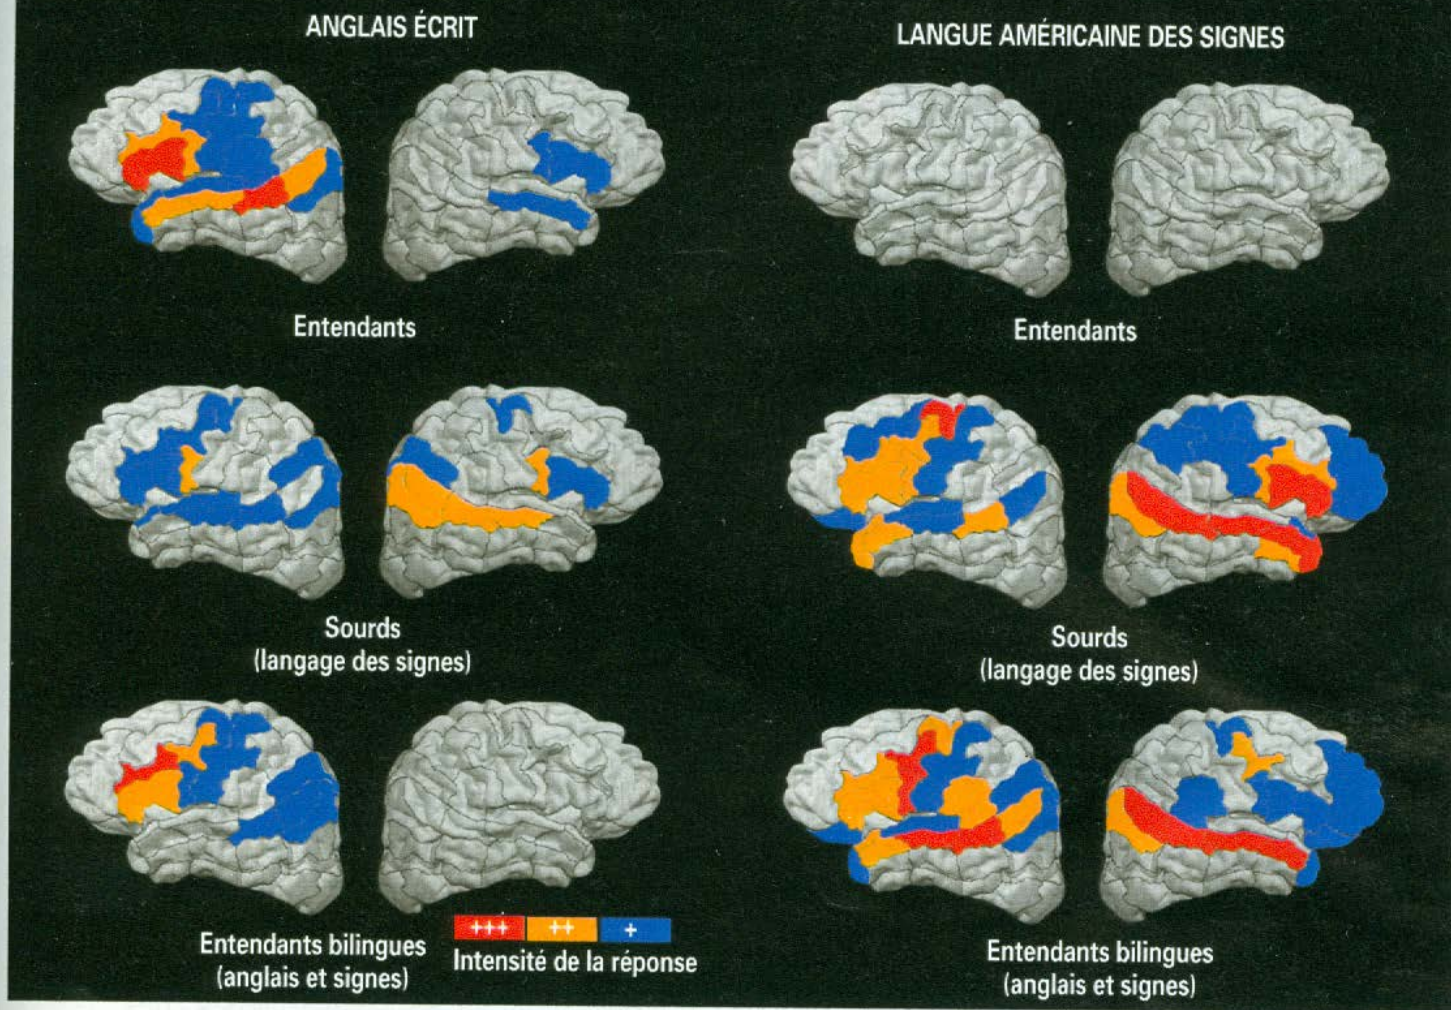 ANGLAIS ÉCRIT
LANGUE AMÉRICAINE DES SIGNES
Entendants
Entendants
Sourds
(langage des signes)
Sourds
(langage des signes)
Entendants bilingues
(anglais et signes)
+++ ++ +
Intensité de la réponse
Entendants bilingues
(anglais et signes)